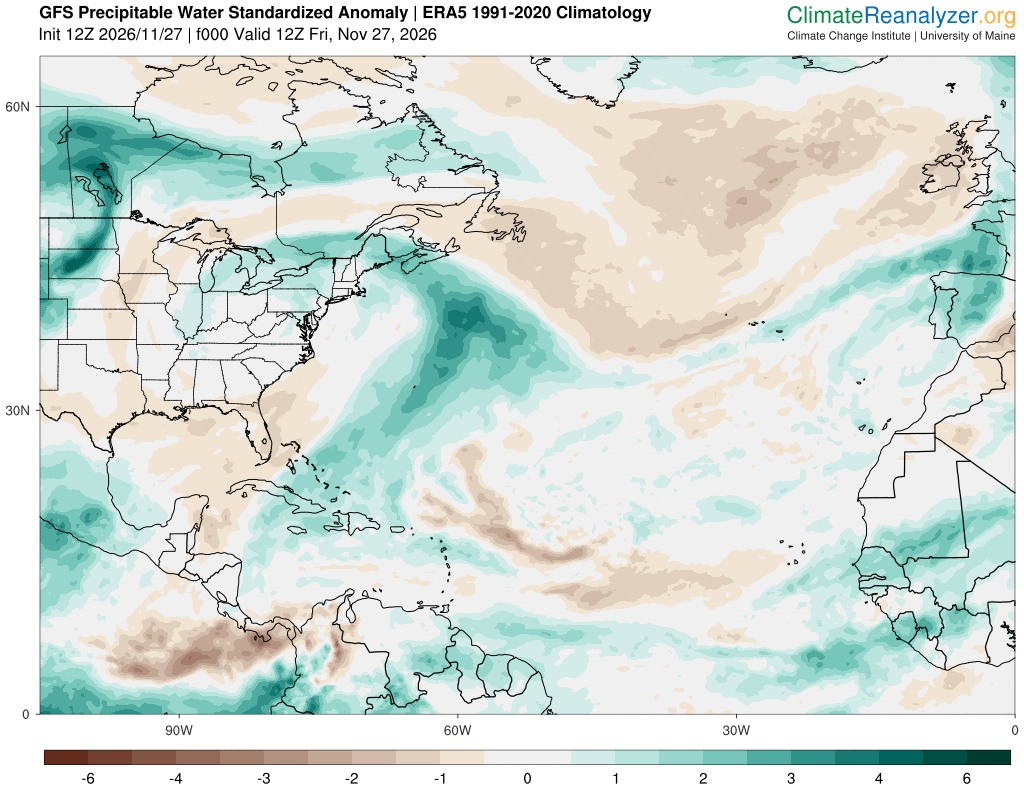 GFS Precipitable Water Standardized Anomaly | ERA5 1991-2020 Climatology
ClimateReanalyzer.org
Init 12Z 2026/11/27 | f000 Valid 12Z Fri, Nov 27, 2026
Climate Change Institute | University of Maine
60N
30N
0
90W 60W 30W 0
-6 -4 -3 -2 -1 0 1 2 3 4 6